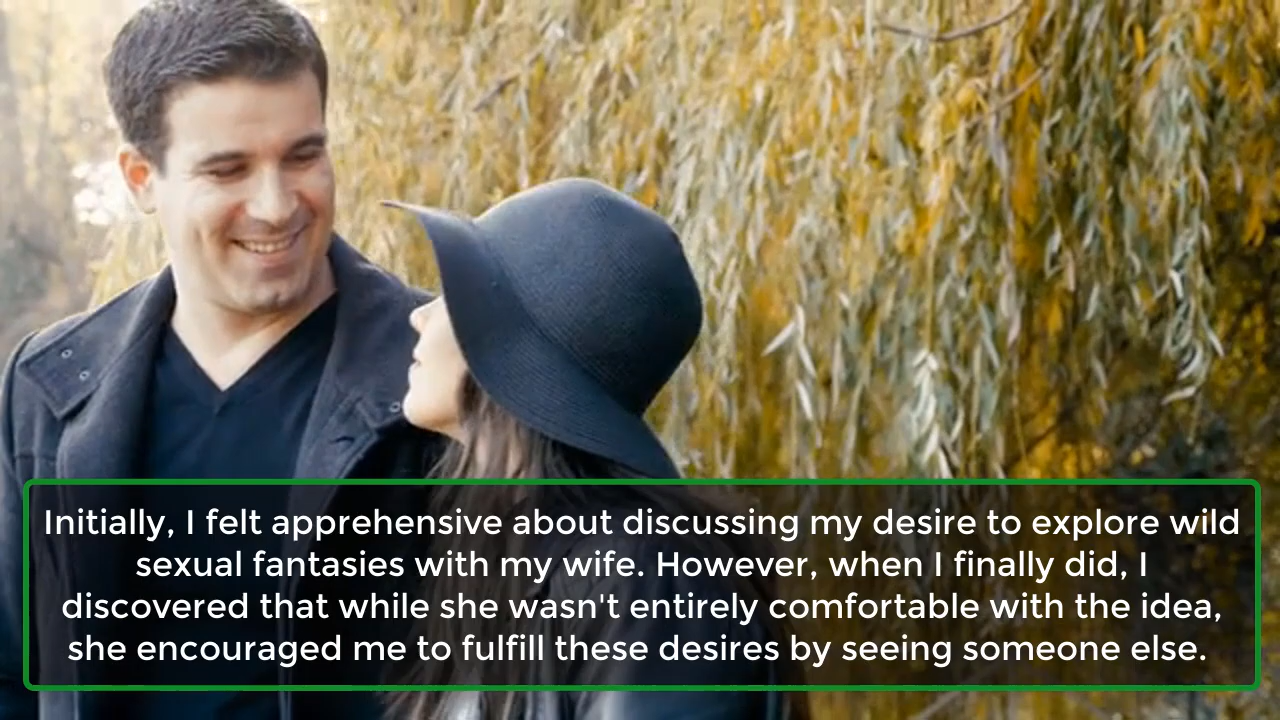 Initially, I felt apprehensive about discussing my desire to explore wild
sexual fantasies with my wife. However, when I finally did, I
discovered that while she wasn't entirely comfortable with the idea,
she encouraged me to fulfill these desires by seeing someone else.